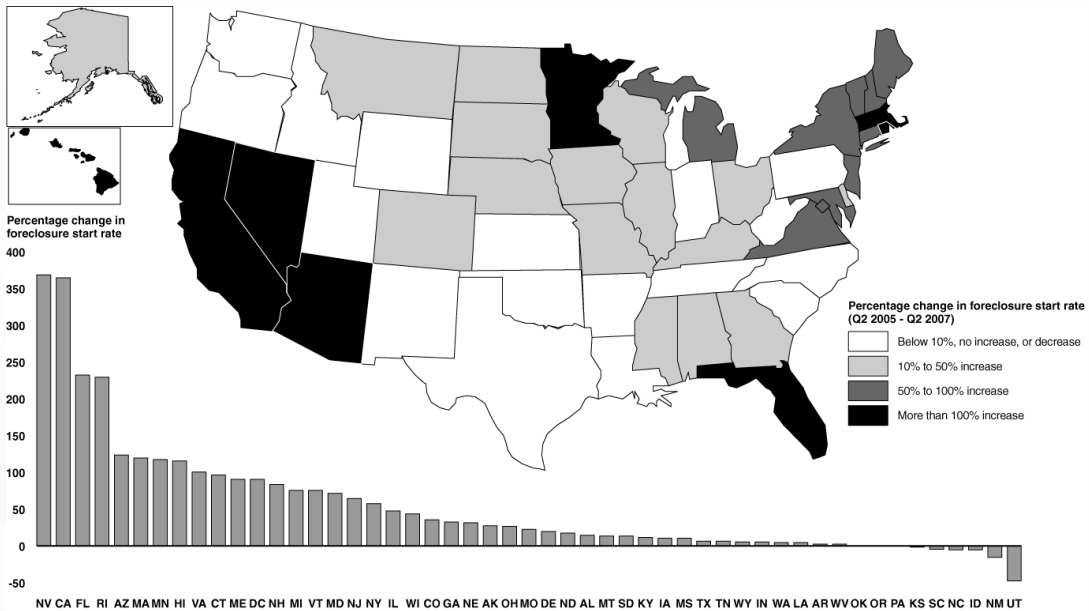 Percentage change in
foreclosure start rate
400
350
300
250
200
150
100
50
0
-50
NV CA FL RI AZ MA MN HI VA CT ME DC NH MI VT MD NJ NY IL WI CO GA NE AK OH MO DE ND AL MT SD KY IA MS TX TN WY IN WA LA AR WV OK OR PA KS SC NC ID NM UT
Percentage change in foreclosure start rate
(Q2 2005 - Q2 2007)
Below 10%, no increase, or decrease
10% to 50% increase
50% to 100% increase
More than 100% increase